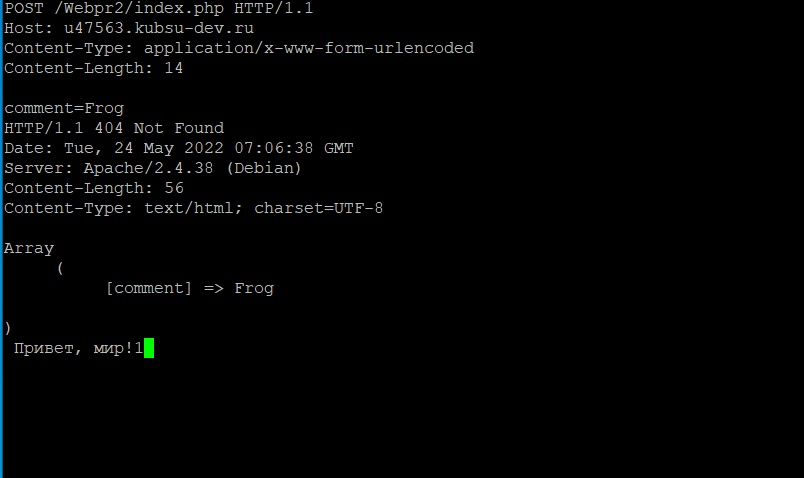 POST /Webpr2/index.php HTTP/1.1
Host: u47563.kubsu-dev.ru
Content-Type: application/x-www-form-urlencoded
Content-Length: 14

comment=Frog
HTTP/1.1 404 Not Found
Date: Tue, 24 May 2022 07:06:38 GMT
Server: Apache/2.4.38 (Debian)
Content-Length: 56
Content-Type: text/html; charset=UTF-8

Array
(
[comment] => Frog

)
Привет, мир!1